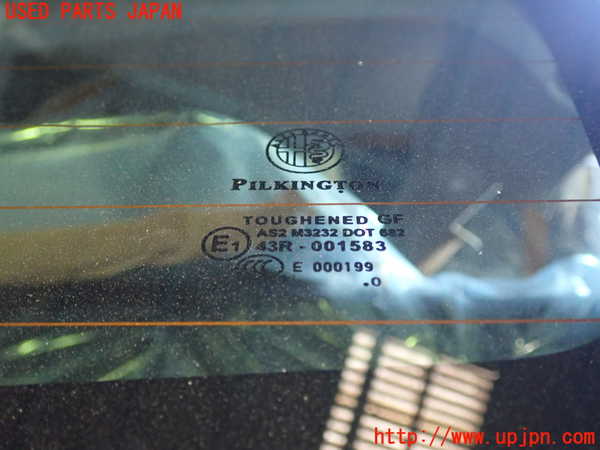 USED PARTS JAPAN
PILKINGTON
TOUGHENED GF
AS2 M3232 DOT 682
E1 43R - 001583
CCC E 000199
.0
http://www.upjpn.com/